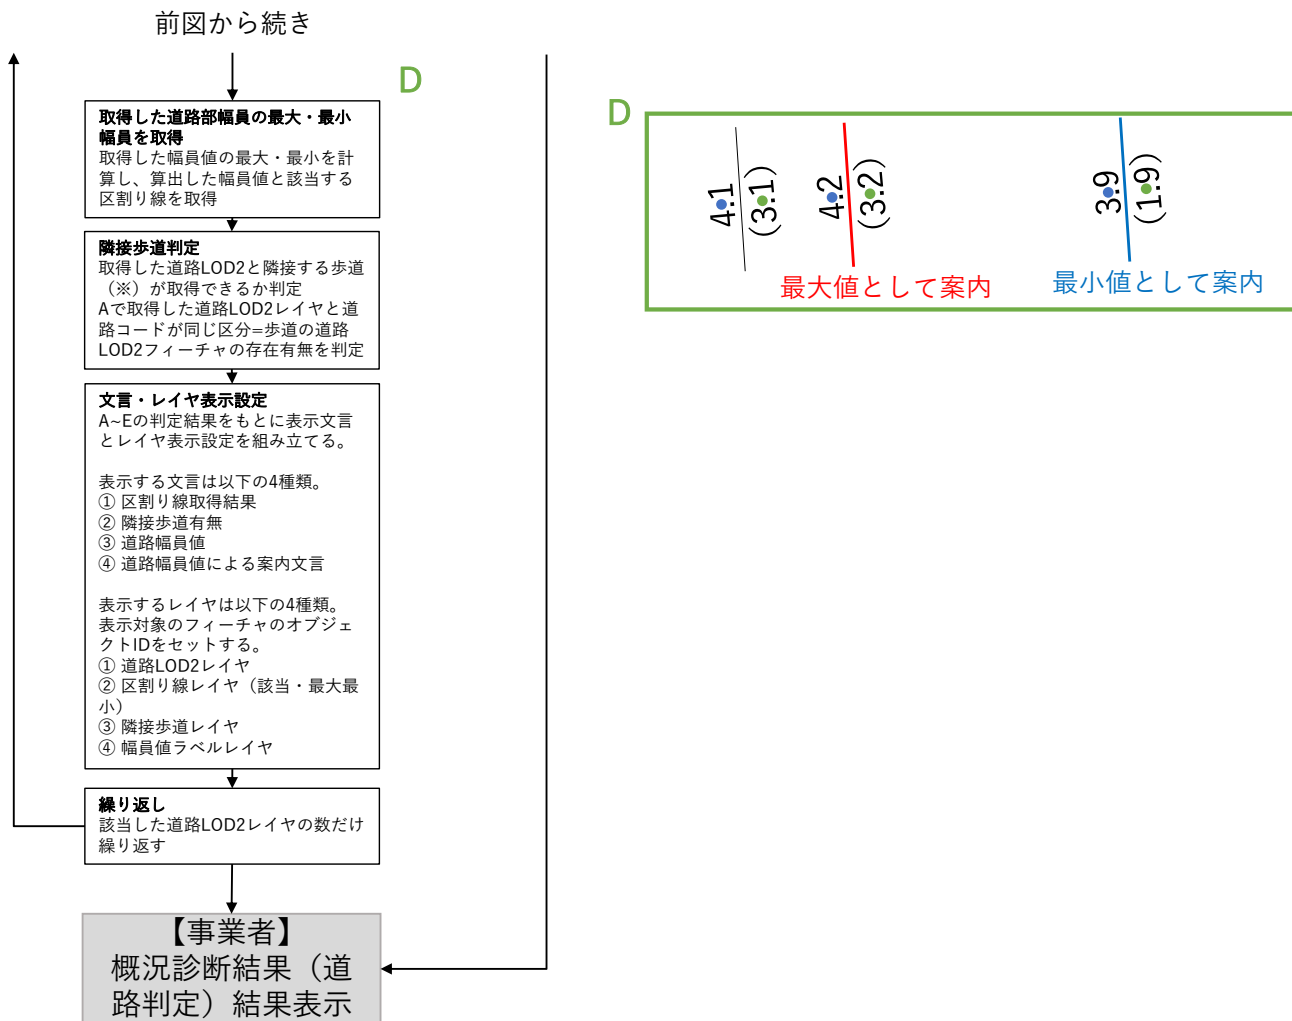 前図から続き
D
取得した道路部幅員の最大・最小
幅員を取得
取得した幅員値の最大・最小を計
算し、算出した幅員値と該当する
区割り線を取得
隣接歩道判定
取得した道路LOD2と隣接する歩道
（※）が取得できるか判定
Aで取得した道路LOD2レイヤと道
路コードが同じ区分=歩道の道路
LOD2フィーチャの存在有無を判定
文言・レイヤ表示設定
A~Eの判定結果をもとに表示文言
とレイヤ表示設定を組み立てる。
表示する文言は以下の4種類。
① 区割り線取得結果
② 隣接歩道有無
③ 道路幅員値
④ 道路幅員値による案内文言
表示するレイヤは以下の4種類。
表示対象のフィーチャのオブジェ
クトIDをセットする。
① 道路LOD2レイヤ
② 区割り線レイヤ（該当・最大最
小）
③ 隣接歩道レイヤ
④ 幅員値ラベルレイヤ
繰り返し
該当した道路LOD2レイヤの数だけ
繰り返す
【事業者】
概況診断結果（道
路判定）結果表示
D
4.1
(3.1)
4.2
(3.2)
最大値として案内
3.9
(1.9)
最小値として案内